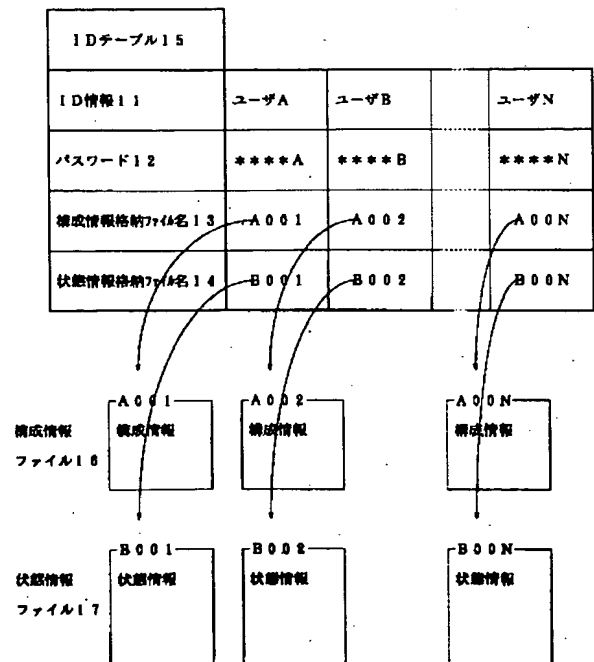 IDテーブル15
ID情報11 ユーザA ユーザB ユーザN
パスワード12 ****A ****B ****N
構成情報格納ファイル名13 A001 A002 A00N
状態情報格納ファイル名14 B001 B002 B00N
A001 A002 A00N
構成情報 構成情報 構成情報 構成情報
ファイル16
B001 B002 B00N
状態情報 状態情報 状態情報 状態情報
ファイル17